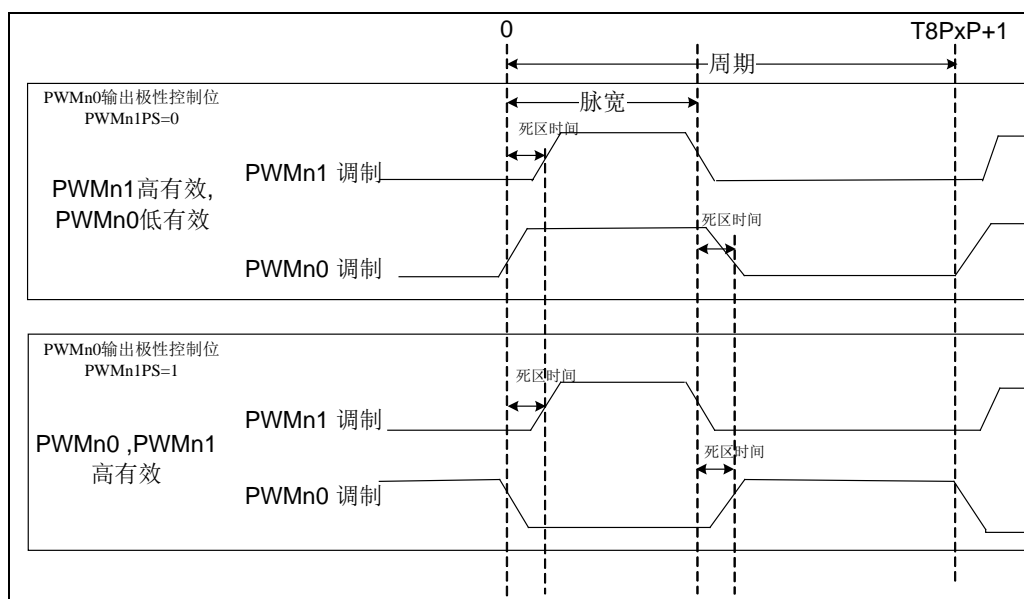 0
T8PxP+1
周期
脉宽
PWMn0输出极性控制位
PWMn1PS=0
死区时间
PWMn1 调制
PWMn1高有效,
PWMn0低有效
死区时间
PWMn0 调制
PWMn0输出极性控制位
PWMn1PS=1
死区时间
PWMn1 调制
PWMn0 ,PWMn1
高有效
死区时间
PWMn0 调制